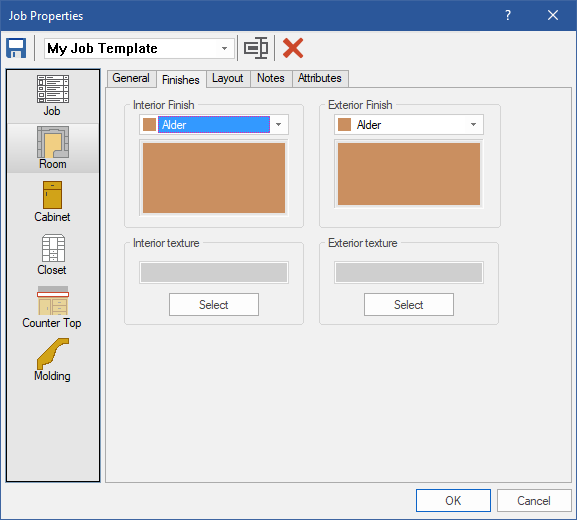 Job Properties
?
My Job Template
Job
Room
Cabinet
Closet
Counter Top
Molding
General Finishes Layout Notes Attributes
Interior Finish Exterior Finish
Alder Alder
Interior texture Exterior texture
Select Select
OK Cancel